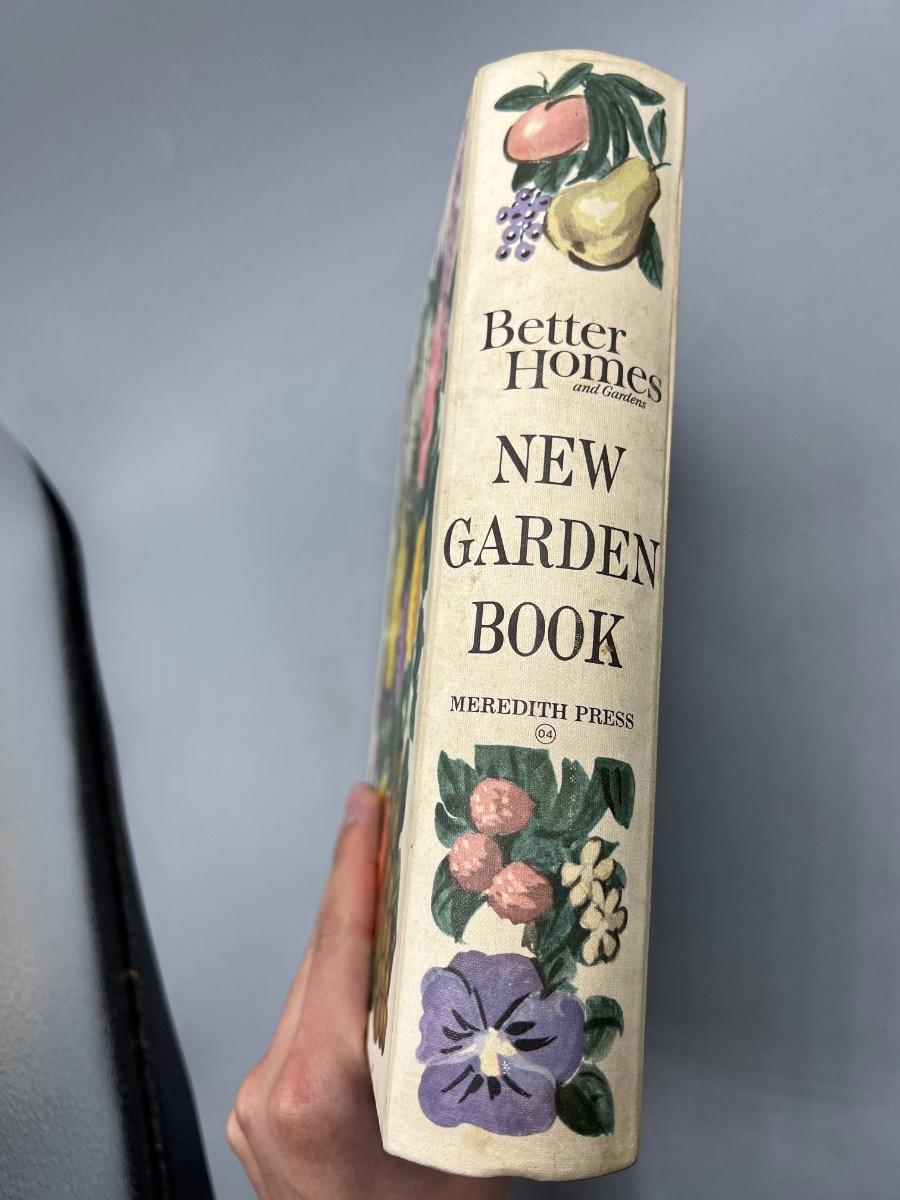 Better
Homes
and Gardens
NEW
GARDEN
BOOK
MEREDITH PRESS
04